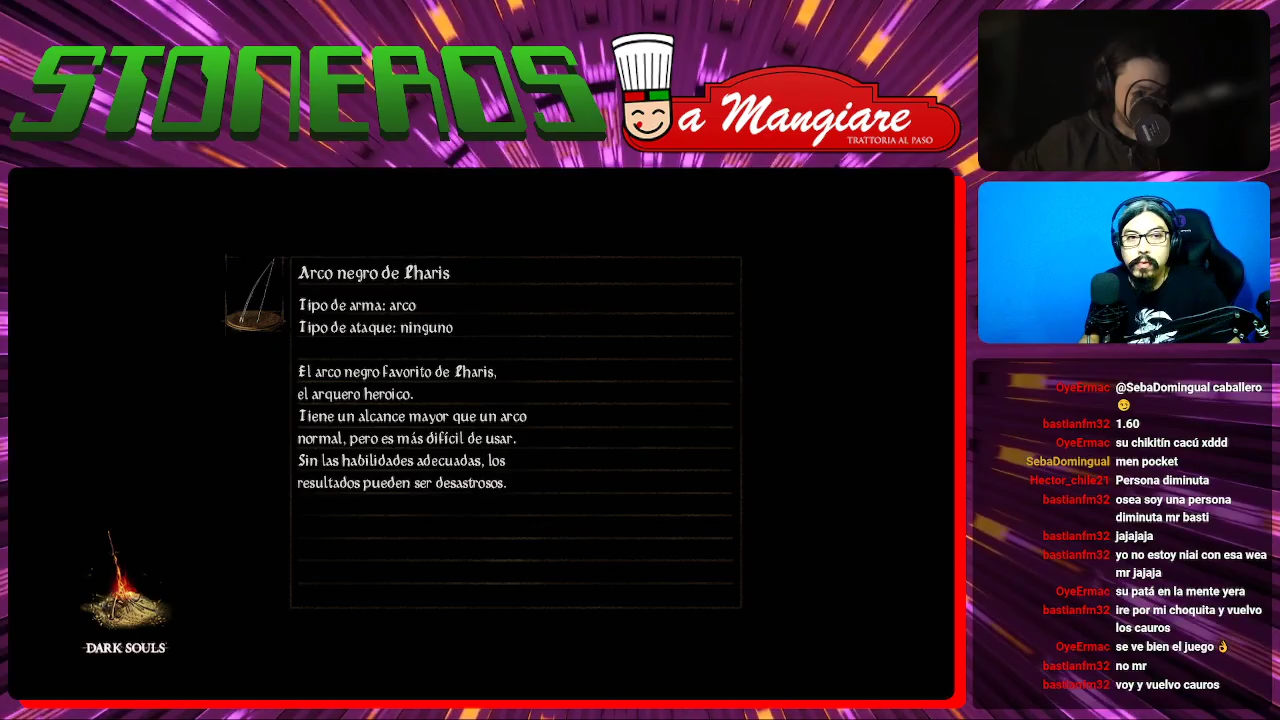 STONEROS
a Mangiare
TRATTORIA AL PASO
Arco negro de Pharis
Tipo de arma: arco
Tipo de ataque: ninguno
El arco negro favorito de Pharis,
el arquero heroico.
Tiene un alcance mayor que un arco
normal, pero es más difícil de usar.
Sin las habilidades adecuadas, los
resultados pueden ser desastrosos.
DARK SOULS
OyeErmac @SebaDomingual caballero
😏
bastianfm32 1.60
OyeErmac su chikitín cacú xddd
SebaDomingual men pocket
Hector_chile21 Persona diminuta
bastianfm32 osea soy una persona
diminuta mr basti
bastianfm32 jajajaja
bastianfm32 yo no estoy niai con esa wea
mr jajaja
OyeErmac su patá en la mente yera
bastianfm32 ire por mi choquita y vuelvo
los cauros
OyeErmac se ve bien el juego 👌
bastianfm32 no mr
bastianfm32 voy y vuelvo cauros